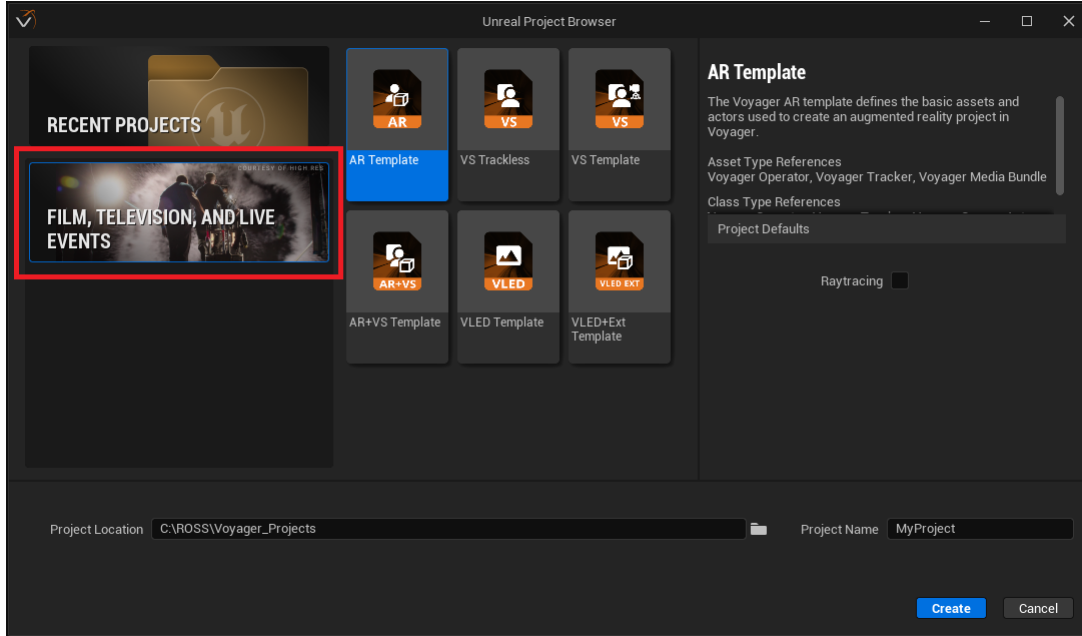 Unreal Project Browser
RECENT PROJECTS
COURTESY OF HIGH RES
FILM, TELEVISION, AND LIVE
EVENTS
AR
AR Template
VS
VS Trackless
VS
VS Template
AR+VS
AR+VS Template
VLED
VLED Template
VLED EXT
VLED+Ext
Template
AR Template
The Voyager AR template defines the basic assets and
actors used to create an augmented reality project in
Voyager.
Asset Type References
Voyager Operator, Voyager Tracker, Voyager Media Bundle
Class Type References
Project Defaults
Raytracing
Project Location
C:\ROSS\Voyager_Projects
Project Name
MyProject
Create
Cancel